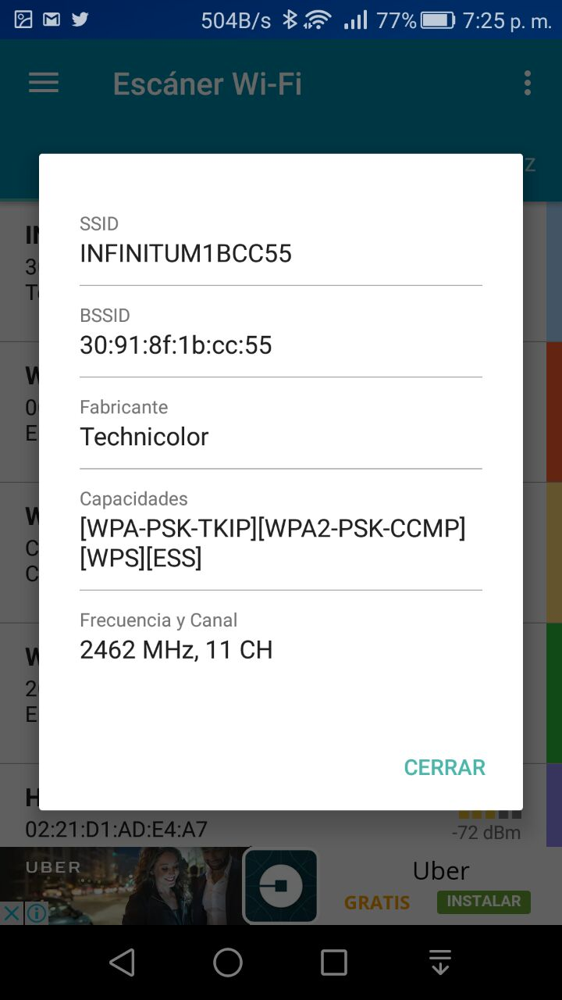 504B/s 77% 7:25 p. m.
Escáner Wi-Fi
Z
SSID
INFINITUM1BCC55
BSSID
30:91:8f:1b:cc:55
Fabricante
Technicolor
Capacidades
[WPA-PSK-TKIP][WPA2-PSK-CCMP]
[WPS][ESS]
Frecuencia y Canal
2462 MHz, 11 CH
CERRAR
02:21:D1:AD:E4:A7
-72 dBm
UBER
Uber
GRATIS INSTALAR